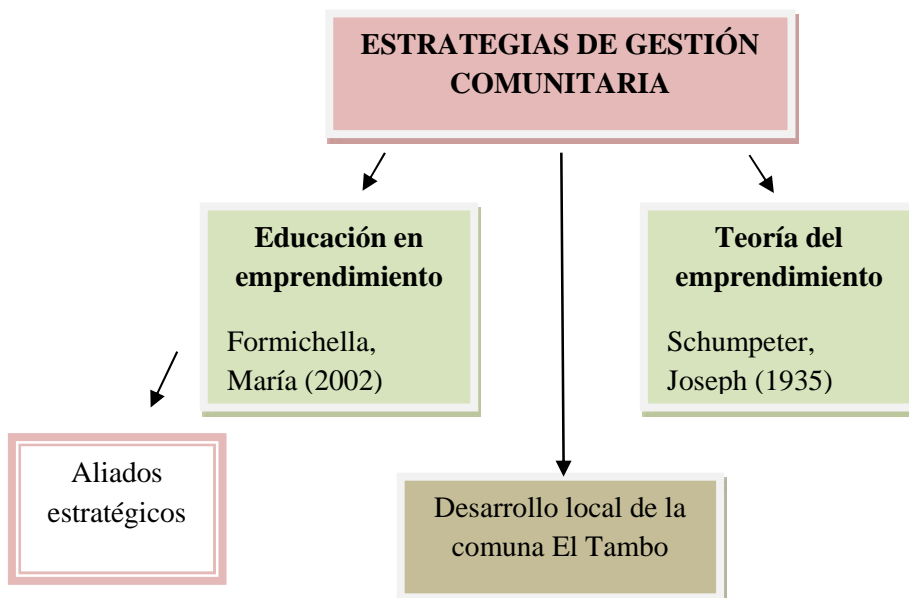 ESTRATEGIAS DE GESTIÓN
COMUNITARIA
Educación en
emprendimiento
Formichella,
María (2002)
Teoría del
emprendimiento
Schumpeter,
Joseph (1935)
Aliados
estratégicos
Desarrollo local de la
comuna El Tambo